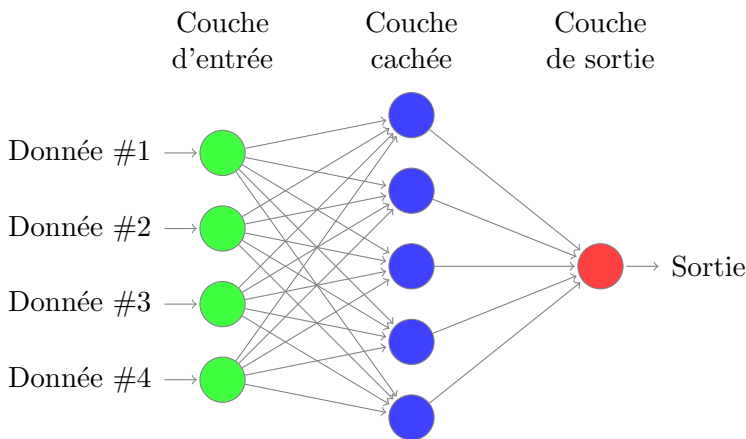 Couche
d'entrée
Couche
cachée
Couche
de sortie
Donnée #1
Donnée #2
Donnée #3
Donnée #4
Sortie